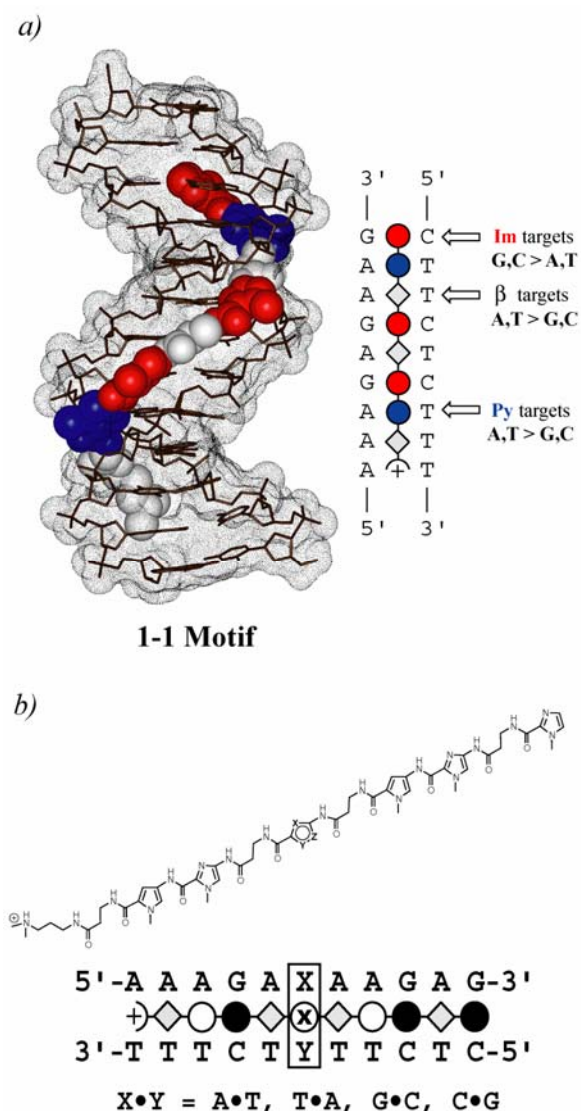 a)
3' 5'
G C Im targets
G,C > A,T
A T
A T β targets
A,T > G,C
G C
A T
G C
A T Py targets
A,T > G,C
A T
A + T
5' 3'
1-1 Motif
b)
N
N
H
N
O
N
H
O
N
H
N
O
N
N
H
O
N
H
O
X
Y
Z
H
N
O
N
H
O
N
H
N
O
N
N
H
O
N
H
O
N
N
⊕
H
N
5'-A A A G A X A A G A G-3'
+ X
3'-T T T C T Y T T C T C-5'
X•Y = A•T, T•A, G•C, C•G